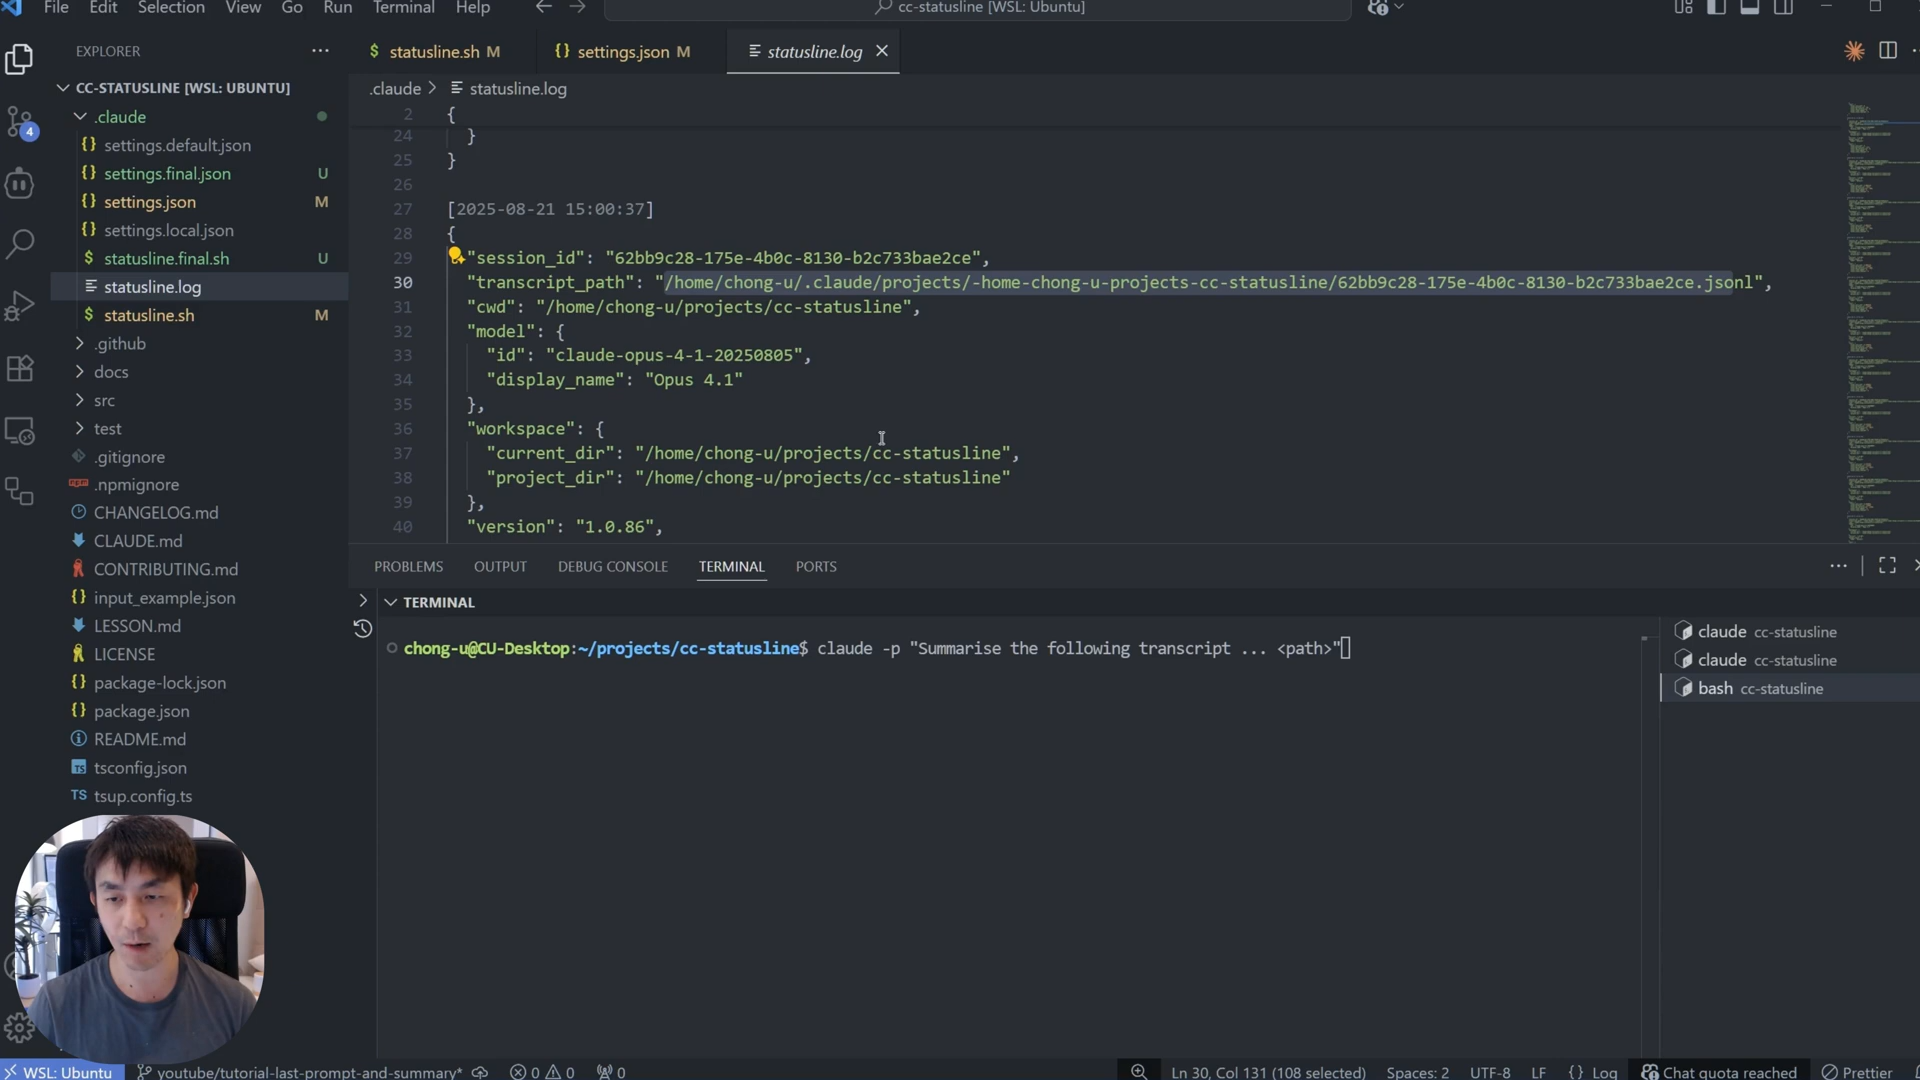 File Edit Selection View Go Run Terminal Help
cc-statusline [WSL: Ubuntu]
EXPLORER
CC-STATUSLINE [WSL: UBUNTU]
.claude
settings.default.json
settings.final.json U
settings.json M
settings.local.json
statusline.final.sh U
statusline.log
statusline.sh M
.github
docs
src
test
.gitignore
.npmignore
CHANGELOG.md
CLAUDE.md
CONTRIBUTING.md
input_example.json
LESSON.md
LICENSE
package-lock.json
package.json
README.md
tsconfig.json
tsup.config.ts
4
statusline.sh M
settings.json M
statusline.log
.claude > statusline.log
2 {
24 }
25 }
26
27 [2025-08-21 15:00:37]
28 {
29 "session_id": "62bb9c28-175e-4b0c-8130-b2c733bae2ce",
30 "transcript_path": "/home/chong-u/.claude/projects/-home-chong-u-projects-cc-statusline/62bb9c28-175e-4b0c-8130-b2c733bae2ce.jsonl",
31 "cwd": "/home/chong-u/projects/cc-statusline",
32 "model": {
33 "id": "claude-opus-4-1-20250805",
34 "display_name": "Opus 4.1"
35 },
36 "workspace": {
37 "current_dir": "/home/chong-u/projects/cc-statusline",
38 "project_dir": "/home/chong-u/projects/cc-statusline"
39 },
40 "version": "1.0.86",
PROBLEMS OUTPUT DEBUG CONSOLE TERMINAL PORTS
TERMINAL
chong-u@CU-Desktop:~/projects/cc-statusline$ claude -p "Summarise the following transcript ... <path>"
claude cc-statusline
claude cc-statusline
bash cc-statusline
WSL: Ubuntu youtube/tutorial-last-prompt-and-summary* 0 0 0 Ln 30, Col 131 (108 selected) Spaces: 2 UTF-8 LF {} Log Chat quota reached Prettier